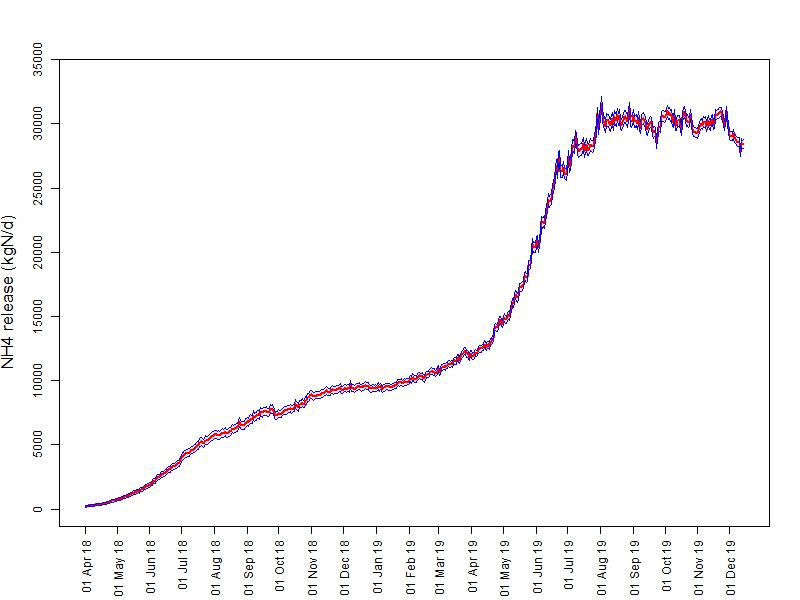 NH4 release (kgN/d)
35000
30000
25000
20000
15000
10000
5000
0
01 Apr 18
01 May 18
01 Jun 18
01 Jul 18
01 Aug 18
01 Sep 18
01 Oct 18
01 Nov 18
01 Dec 18
01 Jan 19
01 Feb 19
01 Mar 19
01 Apr 19
01 May 19
01 Jun 19
01 Jul 19
01 Aug 19
01 Sep 19
01 Oct 19
01 Nov 19
01 Dec 19